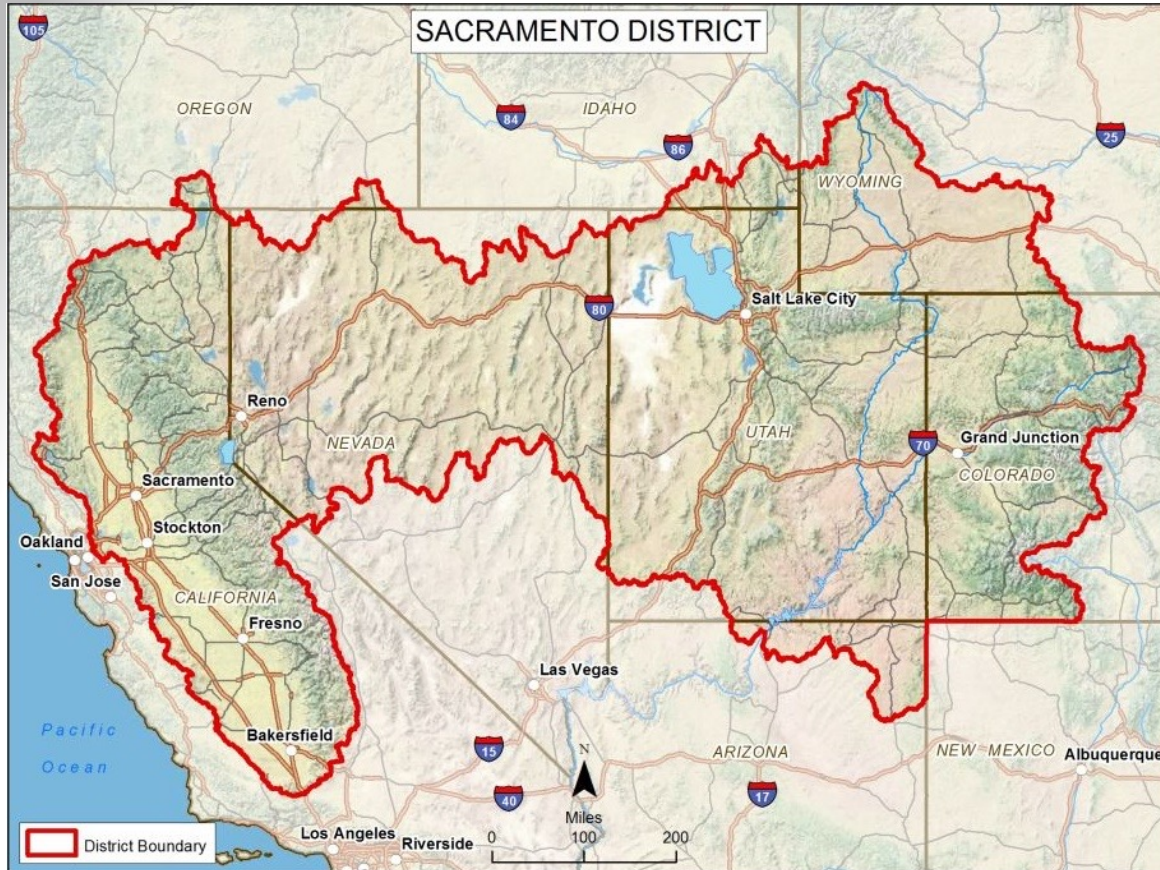 SACRAMENTO DISTRICT
105
OREGON
IDAHO
84
86
25
WYOMING
80
Salt Lake City
Reno
NEVADA
UTAH
70
Grand Junction
COLORADO
Sacramento
Stockton
Oakland
San Jose
CALIFORNIA
Fresno
Las Vegas
Pacific
Ocean
Bakersfield
15
N
ARIZONA
NEW MEXICO
Albuquerque
40
17
Miles
0 100 200
Los Angeles
Riverside
District Boundary